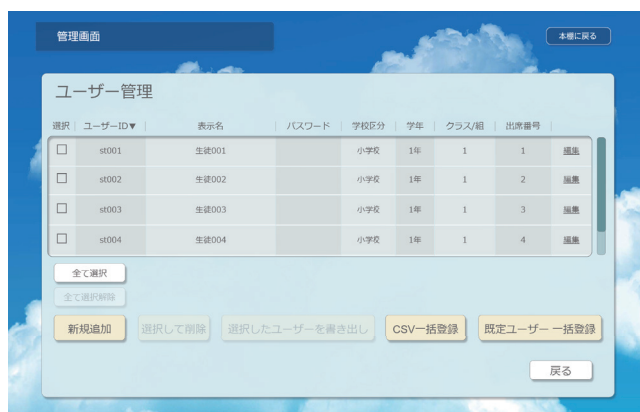 管理画面 本棚に戻る
ユーザー管理
選択 ユーザーID▼ 表示名 パスワード 学校区分 学年 クラス/組 出席番号
st001 生徒001 小学校 1年 1 1 編集
st002 生徒002 小学校 1年 1 2 編集
st003 生徒003 小学校 1年 1 3 編集
st004 生徒004 小学校 1年 1 4 編集
全て選択
全て選択解除
新規追加 選択して削除 選択したユーザーを書き出し CSV一括登録 既定ユーザー 一括登録
戻る